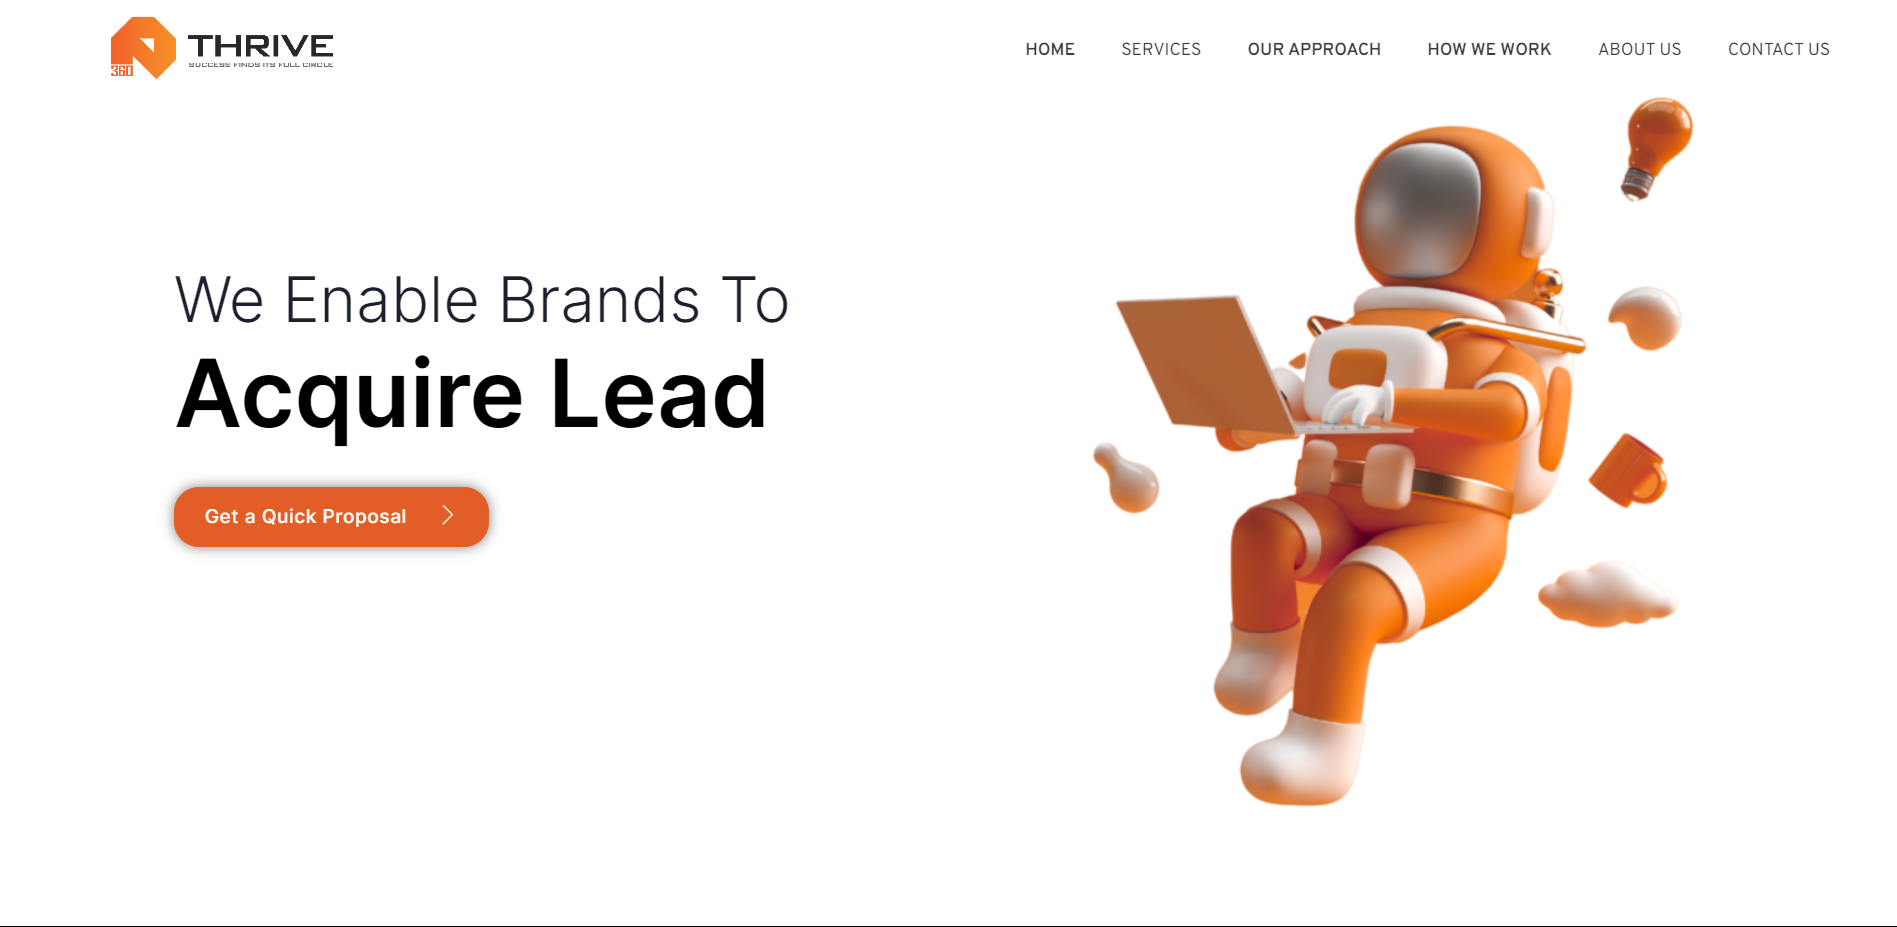 360
THRIVE
SUCCESS FINDS ITS FULL CIRCLE
HOME SERVICES OUR APPROACH HOW WE WORK ABOUT US CONTACT US
We Enable Brands To
Acquire Lead
Get a Quick Proposal